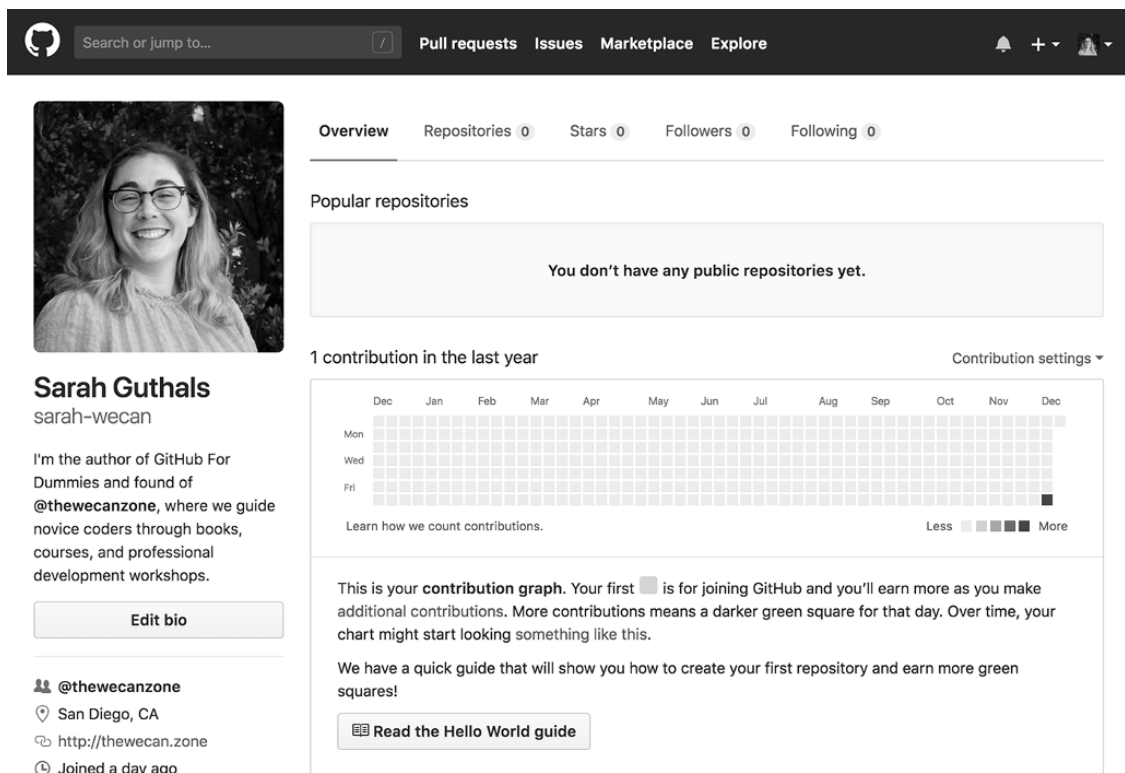 Search or jump to... /
Pull requests Issues Marketplace Explore
Overview Repositories 0 Stars 0 Followers 0 Following 0
Popular repositories
You don’t have any public repositories yet.
1 contribution in the last year
Contribution settings
Dec Jan Feb Mar Apr May Jun Jul Aug Sep Oct Nov Dec
Mon
Wed
Fri
Learn how we count contributions.
Less More
This is your contribution graph. Your first is for joining GitHub and you’ll earn more as you make
additional contributions. More contributions means a darker green square for that day. Over time, your
chart might start looking something like this.
We have a quick guide that will show you how to create your first repository and earn more green
squares!
Read the Hello World guide
Sarah Guthals
sarah-wecan
I'm the author of GitHub For
Dummies and found of
@thewecanzone, where we guide
novice coders through books,
courses, and professional
development workshops.
Edit bio
@thewecanzone
San Diego, CA
http://thewecan.zone
Joined a day ago